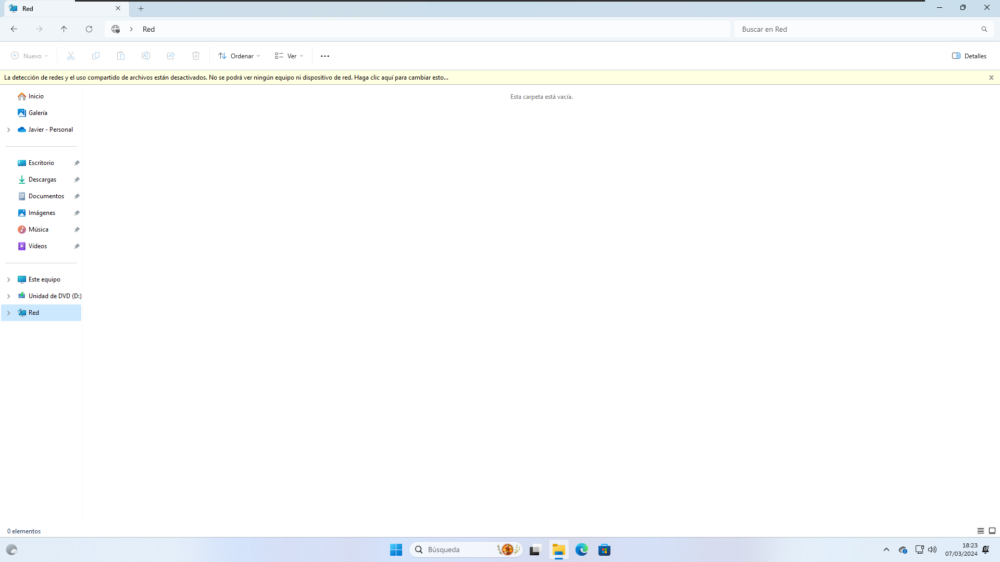 Red
Red
Buscar en Red
Nuevo
Ordenar
Ver
Detalles
La detección de redes y el uso compartido de archivos están desactivados. No se podrá ver ningún equipo ni dispositivo de red. Haga clic aquí para cambiar esto...
Inicio
Esta carpeta está vacía.
Galería
Javier - Personal
Escritorio
Descargas
Documentos
Imágenes
Música
Vídeos
Este equipo
Unidad de DVD (D:)
Red
0 elementos
Búsqueda
18:23
07/03/2024